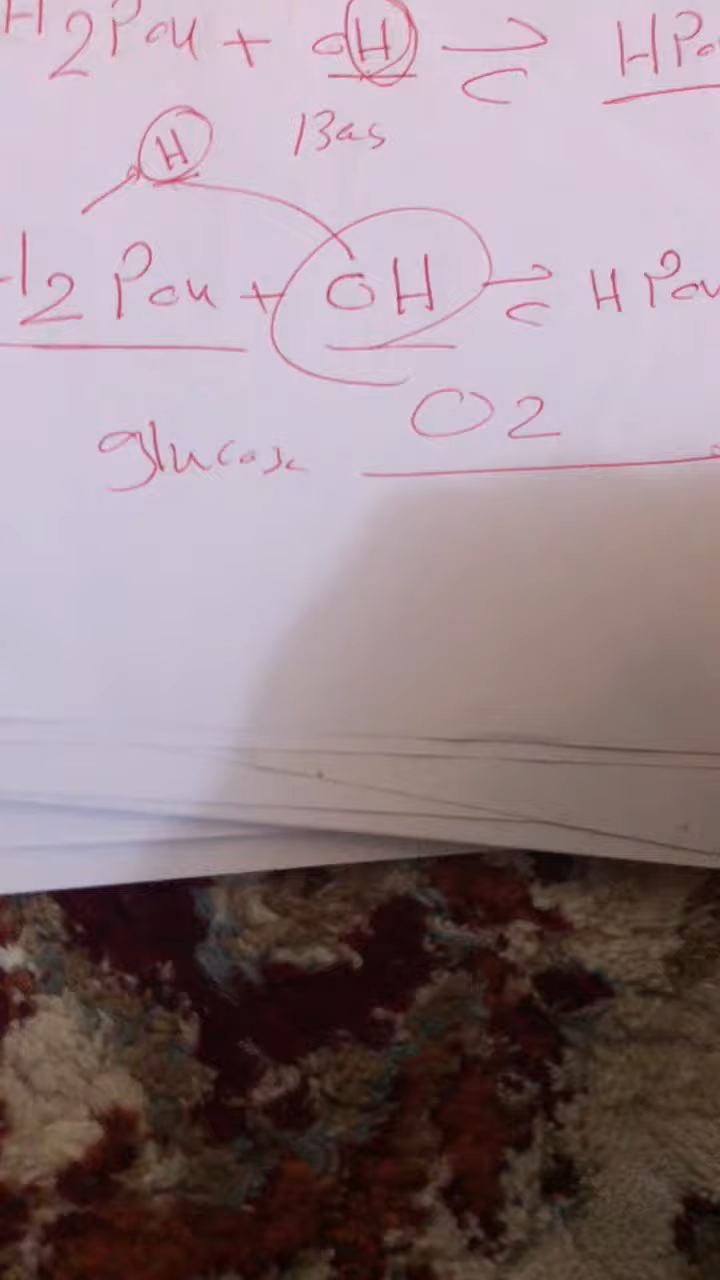 H2Po4 + OH ⇌ HPo
Bas
H
H2 Po4 + OH ⇌ HPo4
O2
glucose